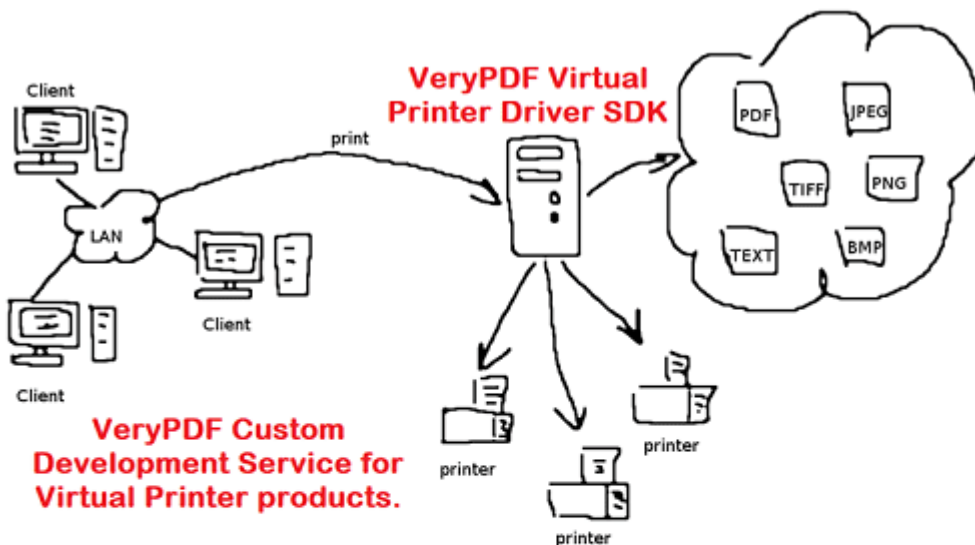 Client
VeryPDF Virtual
Printer Driver SDK
PDF
JPEG
print
TIFF
PNG
LAN
TEXT
BMP
Client
Client
VeryPDF Custom
Development Service for
Virtual Printer products.
printer
printer
printer